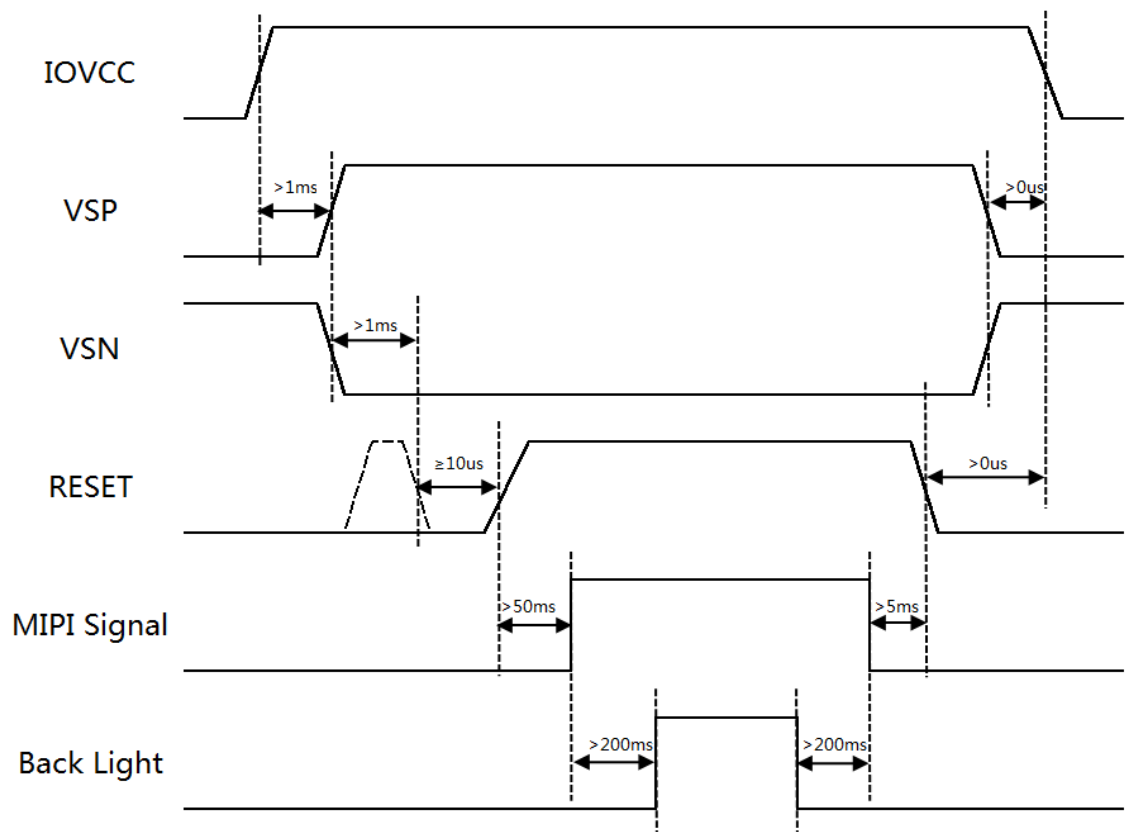 IOVCC
>1ms
>0us
VSP
>1ms
VSN
≥10us
>0us
RESET
>50ms
>5ms
MIPI Signal
>200ms
>200ms
Back Light